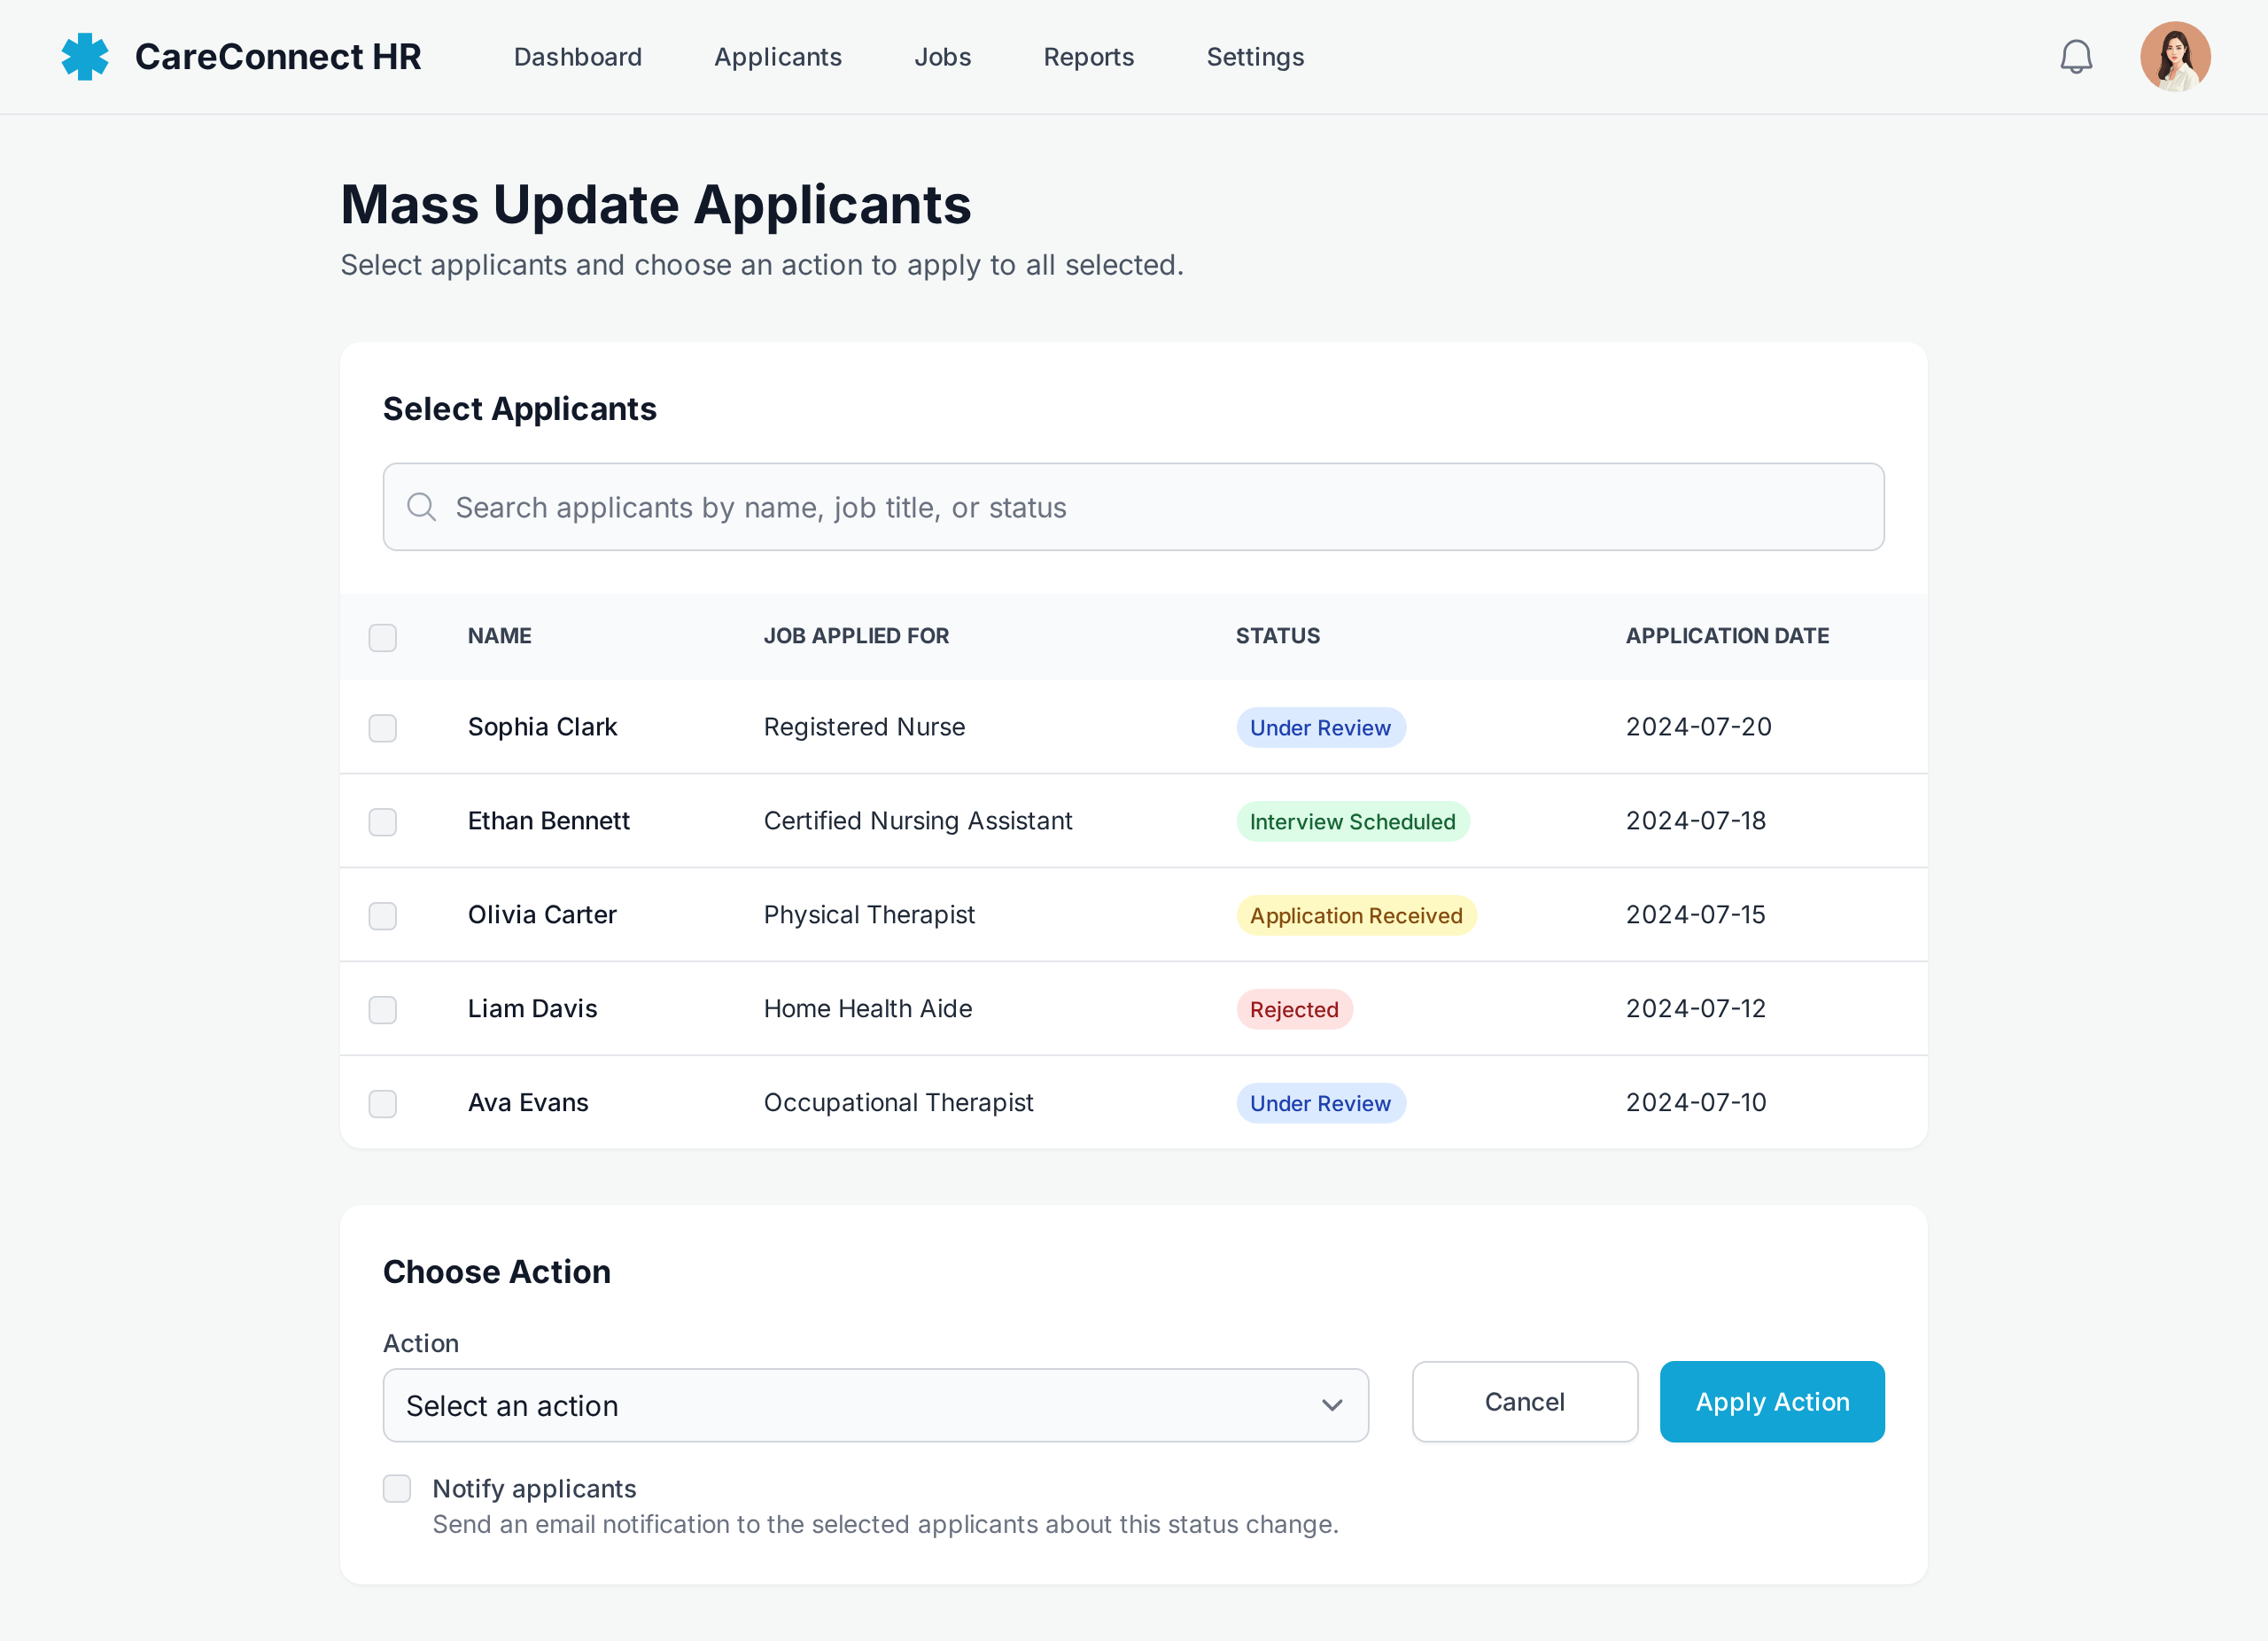 CareConnect HR Dashboard Applicants Jobs Reports Settings
Mass Update Applicants
Select applicants and choose an action to apply to all selected.
Select Applicants
Search applicants by name, job title, or status
NAME JOB APPLIED FOR STATUS APPLICATION DATE
Sophia Clark Registered Nurse Under Review 2024-07-20
Ethan Bennett Certified Nursing Assistant Interview Scheduled 2024-07-18
Olivia Carter Physical Therapist Application Received 2024-07-15
Liam Davis Home Health Aide Rejected 2024-07-12
Ava Evans Occupational Therapist Under Review 2024-07-10
Choose Action
Action
Select an action Cancel Apply Action
Notify applicants
Send an email notification to the selected applicants about this status change.